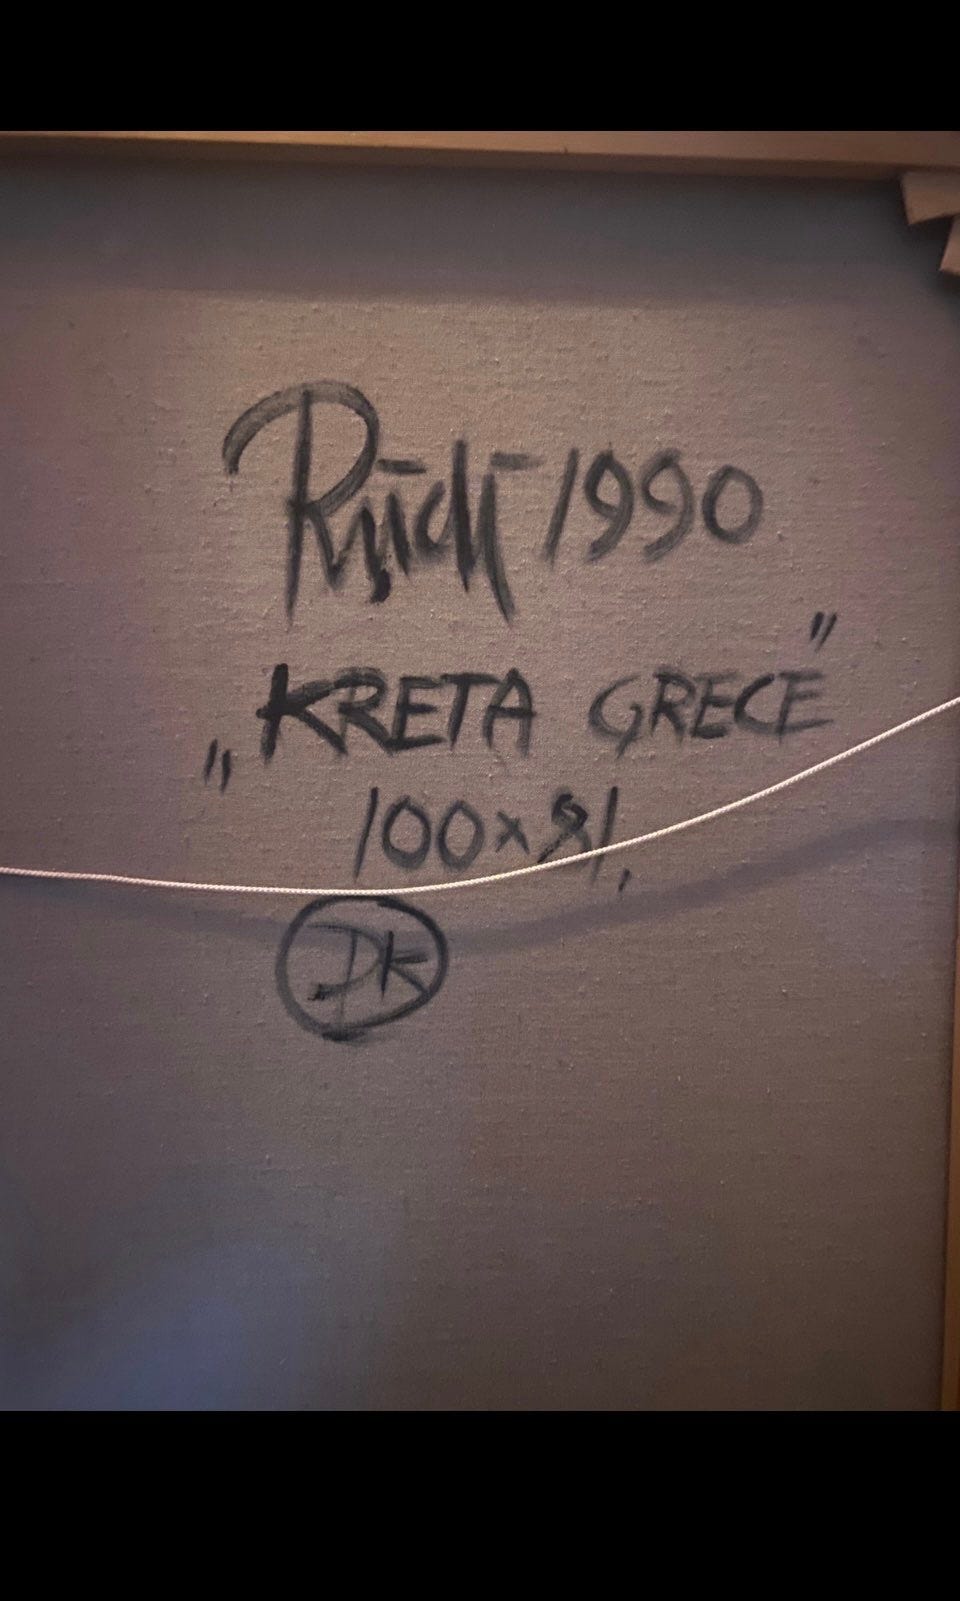 Rüdi 1990
„KRETA GRECE"
100×81,
DK